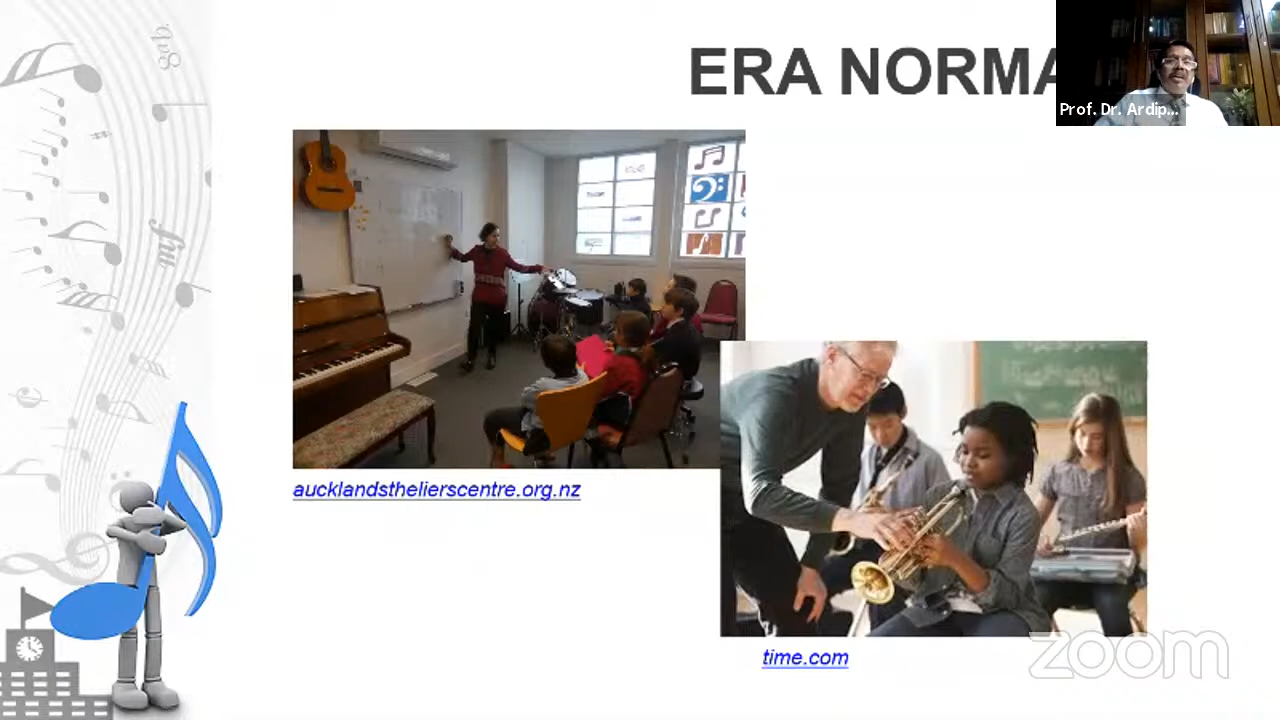 ERA NORMA
Prof. Dr. Ardip...
aucklandsthelierscentre.org.nz
time.com
zoom